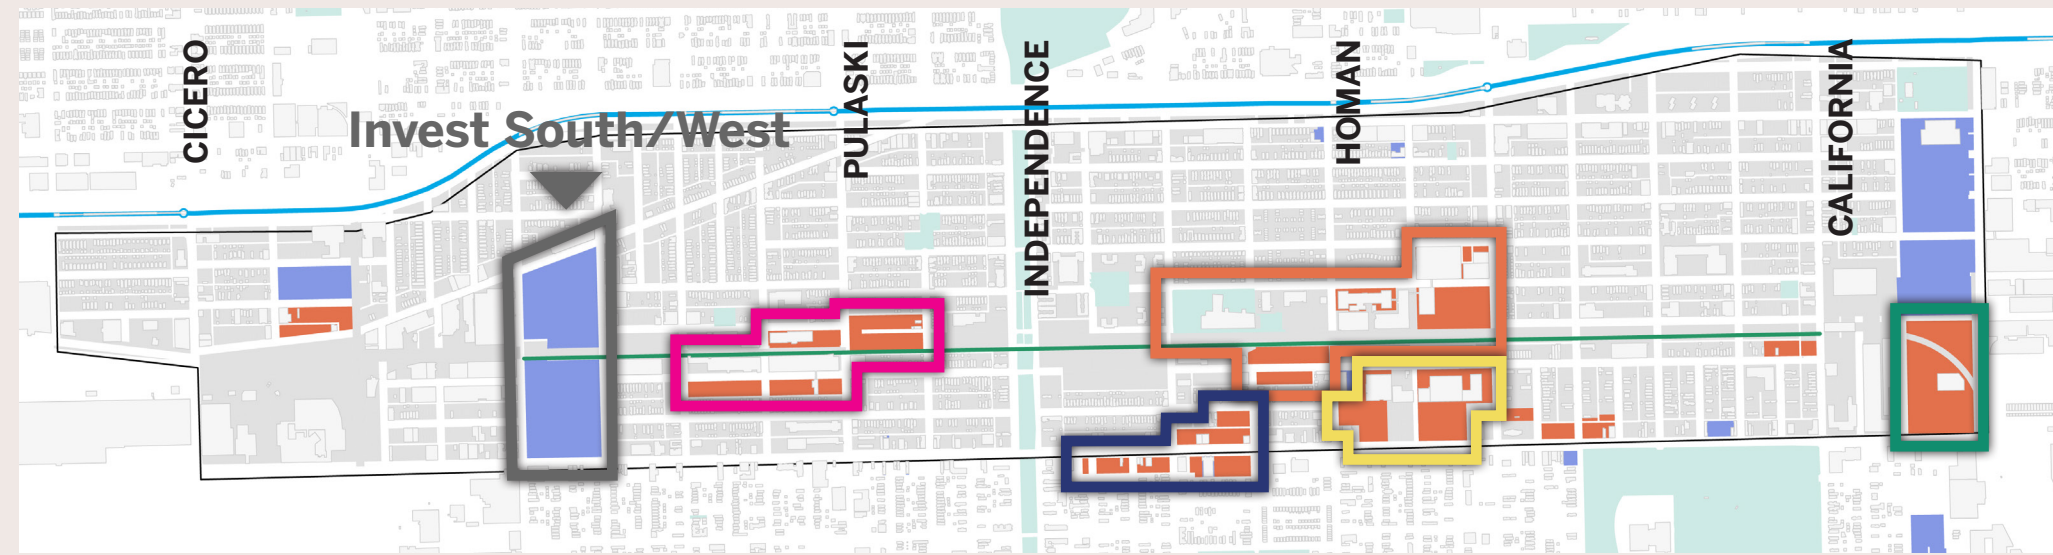 CICERO
Invest South/West
PULASKI
INDEPENDENCE
HOMAN
CALIFORNIA